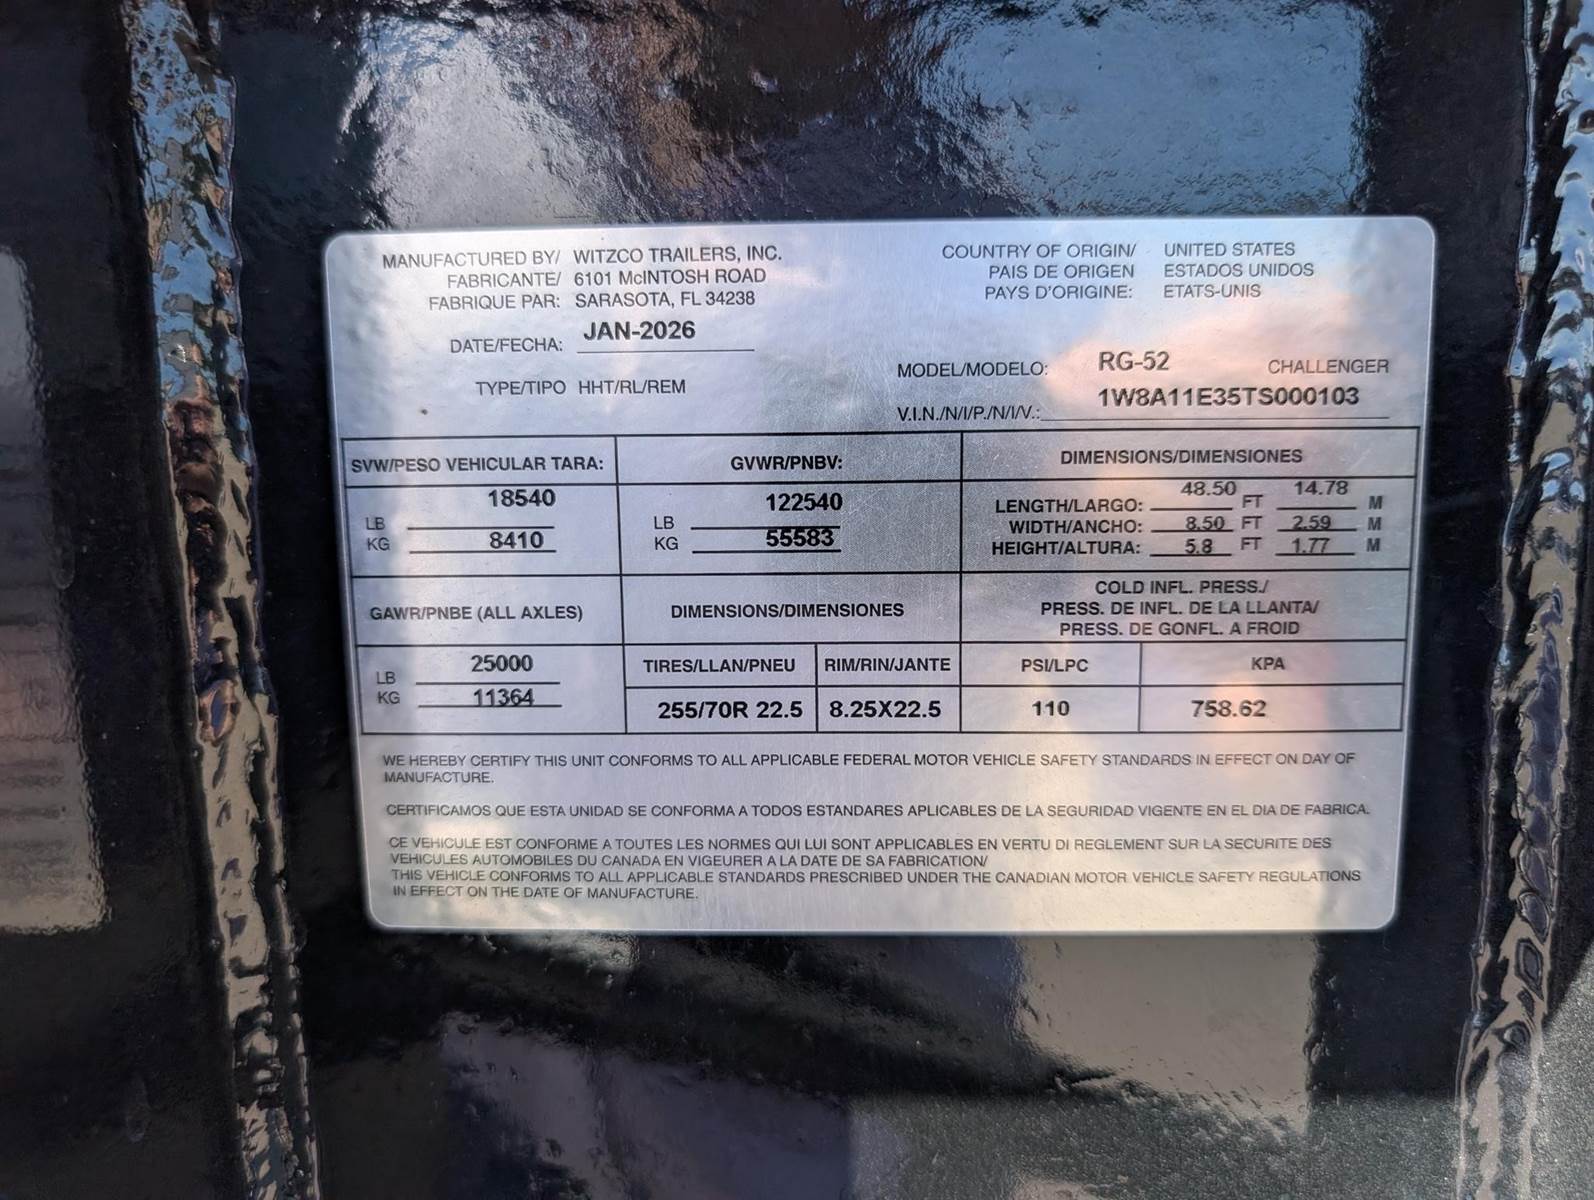 MANUFACTURED BY/ WITZCO TRAILERS, INC.
FABRICANTE/ 6101 McINTOSH ROAD
FABRIQUE PAR: SARASOTA, FL 34238
COUNTRY OF ORIGIN/ UNITED STATES
PAIS DE ORIGEN ESTADOS UNIDOS
PAYS D'ORIGINE: ETATS-UNIS
DATE/FECHA: JAN-2026
TYPE/TIPO HHT/RL/REM
MODEL/MODELO: RG-52 CHALLENGER
V.I.N./N/I/P./N/I/V.: 1W8A11E35TS000103
SVW/PESO VEHICULAR TARA:
LB 18540
KG 8410
GVWR/PNBV:
LB 122540
KG 55583
DIMENSIONS/DIMENSIONES
LENGTH/LARGO: 48.50 FT 14.78 M
WIDTH/ANCHO: 8.50 FT 2.59 M
HEIGHT/ALTURA: 5.8 FT 1.77 M
GAWR/PNBE (ALL AXLES)
LB 25000
KG 11364
DIMENSIONS/DIMENSIONES
TIRES/LLAN/PNEU RIM/RIN/JANTE
255/70R 22.5 8.25X22.5
COLD INFL. PRESS./
PRESS. DE INFL. DE LA LLANTA/
PRESS. DE GONFL. A FROID
PSI/LPC KPA
110 758.62
WE HEREBY CERTIFY THIS UNIT CONFORMS TO ALL APPLICABLE FEDERAL MOTOR VEHICLE SAFETY STANDARDS IN EFFECT ON DAY OF
MANUFACTURE.
CERTIFICAMOS QUE ESTA UNIDAD SE CONFORMA A TODOS ESTANDARES APLICABLES DE LA SEGURIDAD VIGENTE EN EL DIA DE FABRICA.
CE VEHICULE EST CONFORME A TOUTES LES NORMES QUI LUI SONT APPLICABLES EN VERTU DI REGLEMENT SUR LA SECURITE DES
VEHICULES AUTOMOBILES DU CANADA EN VIGEURER A LA DATE DE SA FABRICATION/
THIS VEHICLE CONFORMS TO ALL APPLICABLE STANDARDS PRESCRIBED UNDER THE CANADIAN MOTOR VEHICLE SAFETY REGULATIONS
IN EFFECT ON THE DATE OF MANUFACTURE.